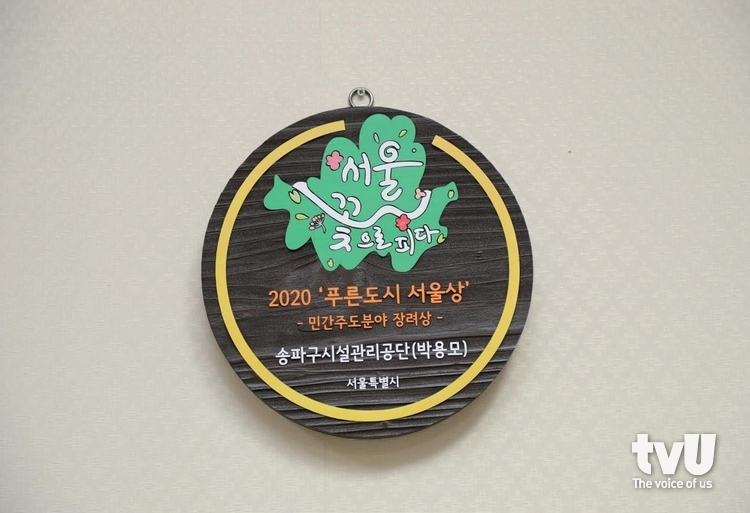 서울
꽃으로 피다
2020 '푸른도시 서울상'
- 민간주도분야 장려상 -
송파구시설관리공단(박용모)
서울특별시
tvU
The voice of us